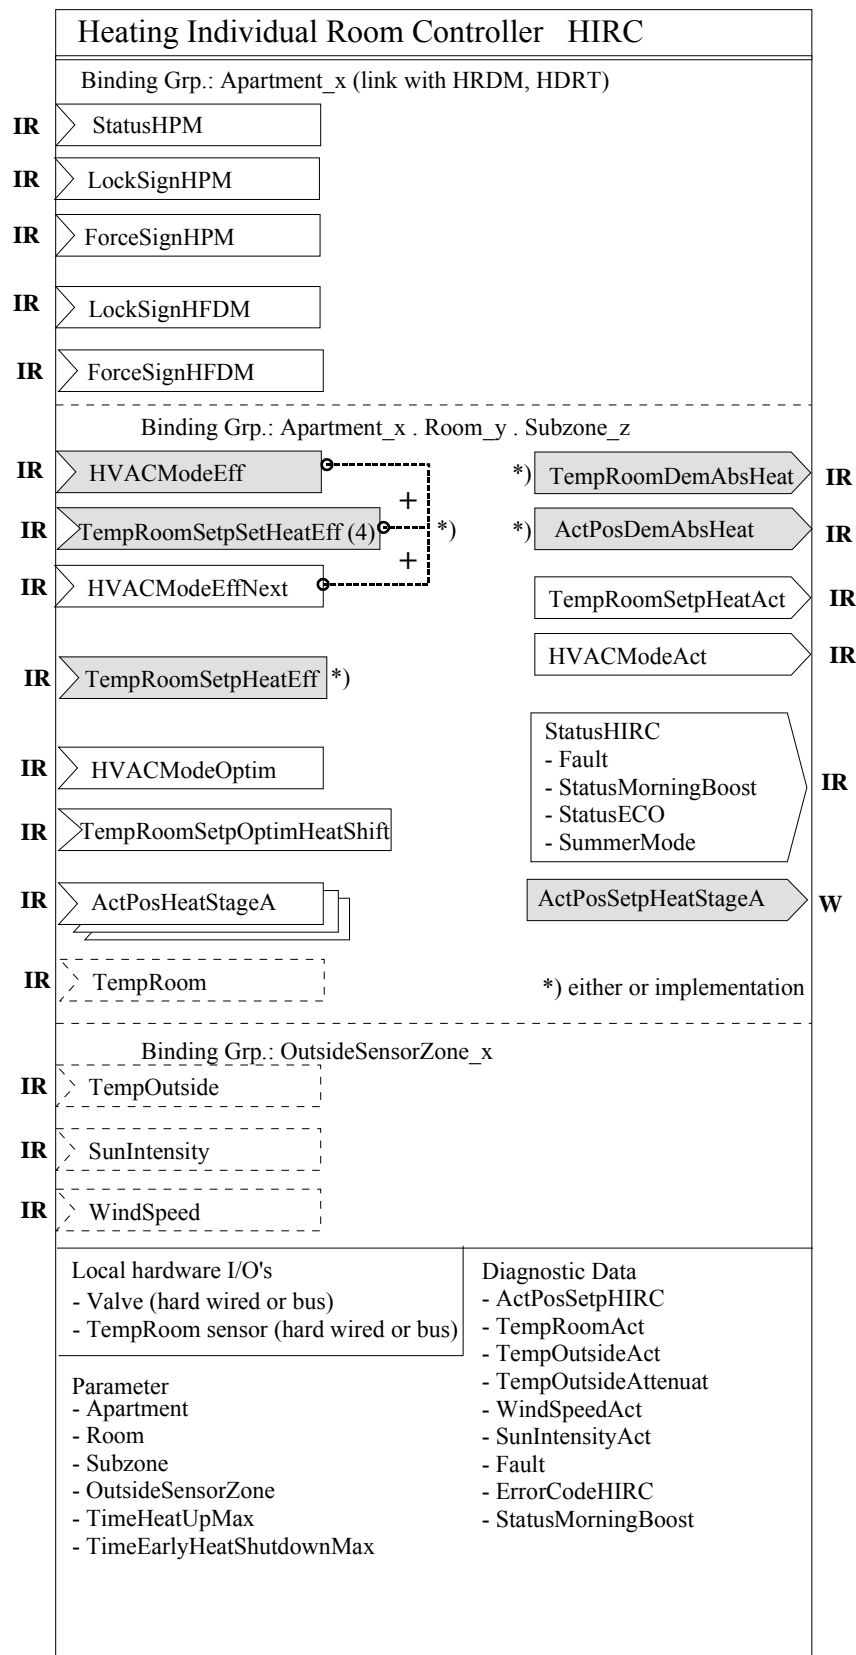 Heating Individual Room Controller HIRC
Binding Grp.: Apartment_x (link with HRDM, HDRT)
IR StatusHPM
IR LockSignHPM
IR ForceSignHPM
IR LockSignHFDM
IR ForceSignHFDM
Binding Grp.: Apartment_x . Room_y . Subzone_z
IR HVACModeEff
*) TempRoomDemAbsHeat IR
+
IR TempRoomSetpSetHeatEff (4) *)
*) ActPosDemAbsHeat IR
+
IR HVACModeEffNext
TempRoomSetpHeatAct IR
HVACModeAct IR
IR TempRoomSetpHeatEff *)
StatusHIRC
- Fault
- StatusMorningBoost
- StatusECO
- SummerMode
IR
IR HVACModeOptim
IR TempRoomSetpOptimHeatShift
IR ActPosHeatStageA
ActPosSetpHeatStageA W
IR TempRoom
*) either or implementation
Binding Grp.: OutsideSensorZone_x
IR TempOutside
IR SunIntensity
IR WindSpeed
Local hardware I/O's
- Valve (hard wired or bus)
- TempRoom sensor (hard wired or bus)
Parameter
- Apartment
- Room
- Subzone
- OutsideSensorZone
- TimeHeatUpMax
- TimeEarlyHeatShutdownMax
Diagnostic Data
- ActPosSetpHIRC
- TempRoomAct
- TempOutsideAct
- TempOutsideAttenuat
- WindSpeedAct
- SunIntensityAct
- Fault
- ErrorCodeHIRC
- StatusMorningBoost